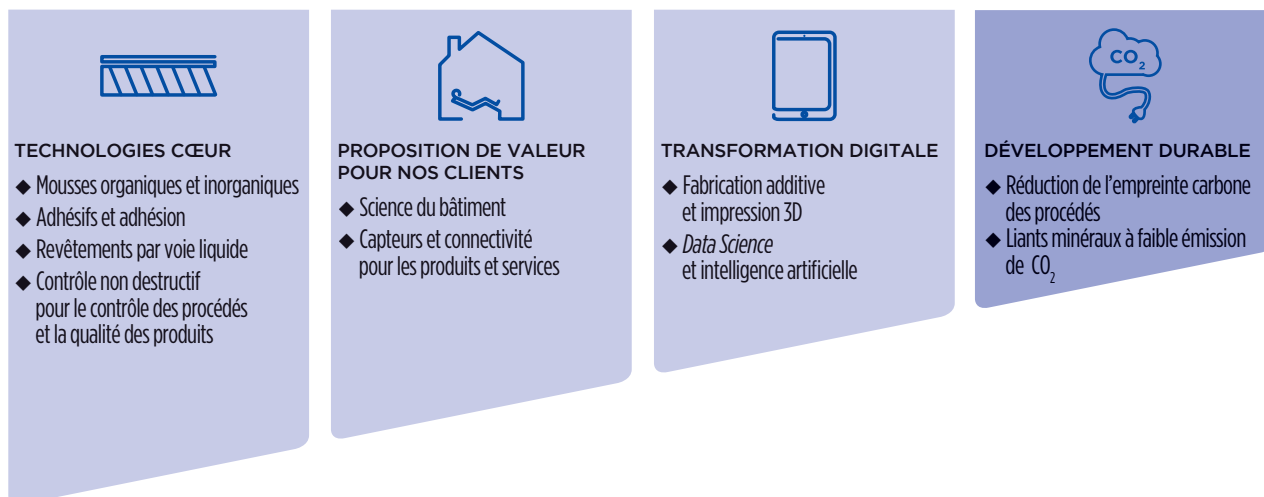 TECHNOLOGIES CŒUR
◆ Mousses organiques et inorganiques
◆ Adhésifs et adhésion
◆ Revêtements par voie liquide
◆ Contrôle non destructif
pour le contrôle des procédés
et la qualité des produits
PROPOSITION DE VALEUR
POUR NOS CLIENTS
◆ Science du bâtiment
◆ Capteurs et connectivité
pour les produits et services
TRANSFORMATION DIGITALE
◆ Fabrication additive
et impression 3D
◆ Data Science
et intelligence artificielle
CO₂
DÉVELOPPEMENT DURABLE
◆ Réduction de l'empreinte carbone
des procédés
◆ Liants minéraux à faible émission
de CO₂